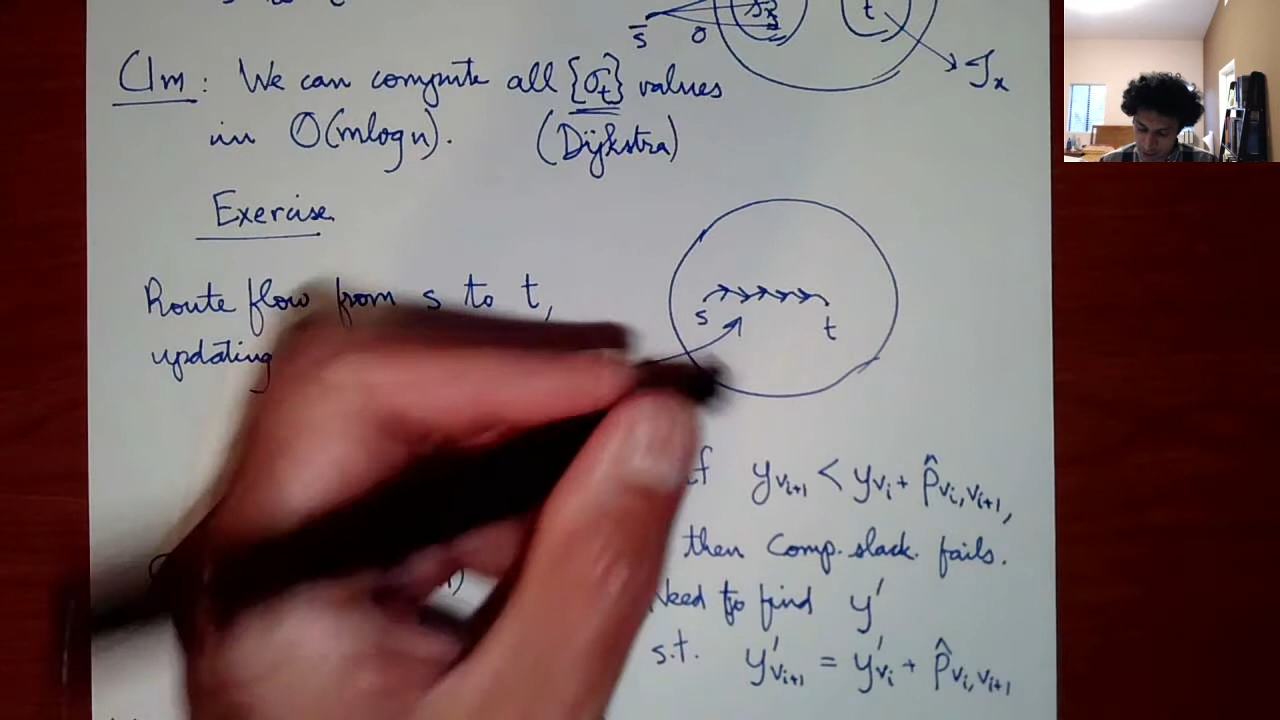 s̄ O t J_x
Clm : We can compute all {σ_t} values
in O(mlogn). (Dijkstra)
Exercise
Route flow from s to t,
updating
s t
if y_{v_{i+1}} < y_{v_i} + p̂_{v_i,v_{i+1}},
then Comp. slack. fails.
Need to find y'
s.t. y'_{v_{i+1}} = y'_{v_i} + p̂_{v_i,v_{i+1}}